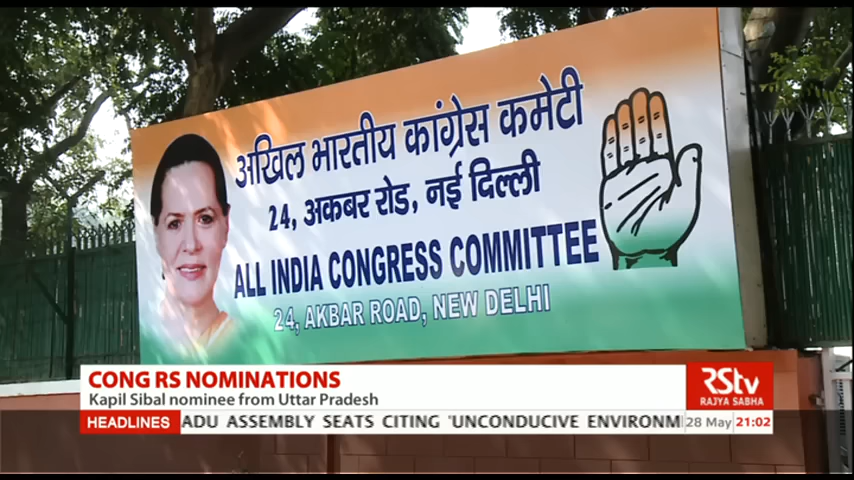 अखिल भारतीय कांग्रेस कमेटी
24, अकबर रोड, नई दिल्ली
ALL INDIA CONGRESS COMMITTEE
24, AKBAR ROAD, NEW DELHI
CONG RS NOMINATIONS
Kapil Sibal nominee from Uttar Pradesh
RSTV
RAJYA SABHA
HEADLINES ADU ASSEMBLY SEATS CITING 'UNCONDUCIVE ENVIRONM 28 May 21:02